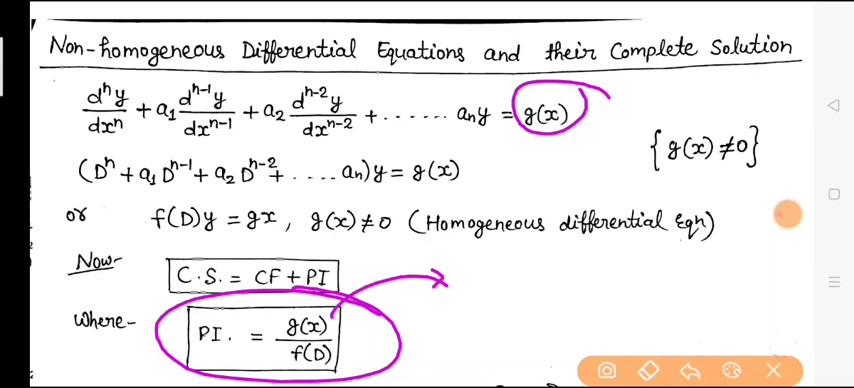 Non-homogeneous Differential Equations and their Complete Solution
dⁿy/dxⁿ + a₁ dⁿ⁻¹y/dxⁿ⁻¹ + a₂ dⁿ⁻²y/dxⁿ⁻² + ....... aₙy = g(x)
{g(x) ≠ 0}
(Dⁿ + a₁Dⁿ⁻¹ + a₂Dⁿ⁻² + ..... aₙ)y = g(x)
or f(D)y = gx, g(x) ≠ 0 (Homogeneous differential Eqn)
Now-
C.S. = CF + PI
Where- PI. = g(x)/f(D)